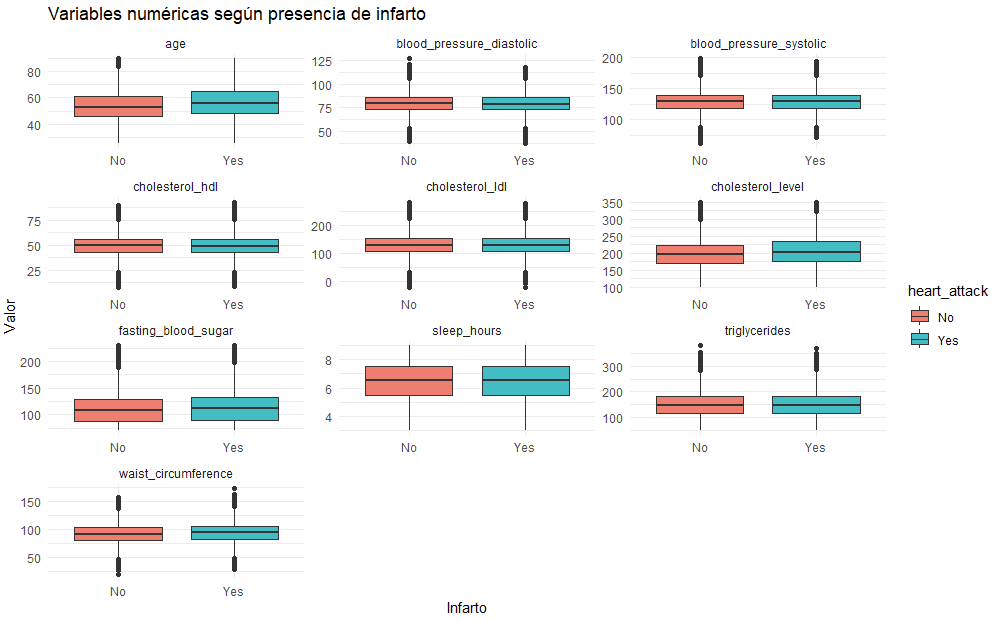 Variables numéricas según presencia de infarto
age
blood_pressure_diastolic
blood_pressure_systolic
80
60
40
125
100
75
50
200
150
100
No
Yes
No
Yes
No
Yes
cholesterol_hdl
cholesterol_ldl
cholesterol_level
75
50
25
200
100
0
350
300
250
200
150
100
No
Yes
No
Yes
No
Yes
fasting_blood_sugar
sleep_hours
triglycerides
200
150
100
8
6
4
300
200
100
No
Yes
No
Yes
No
Yes
waist_circumference
150
100
50
No
Yes
Valor
Infarto
heart_attack
No
Yes